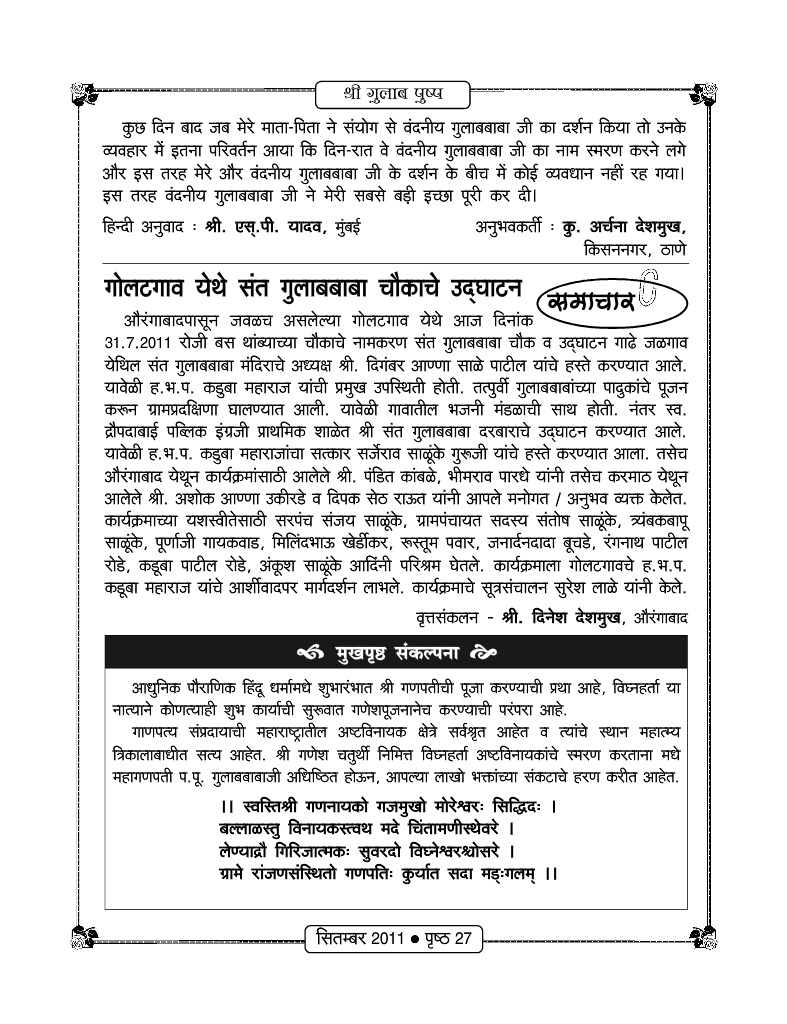 श्री गुलाब पुष्प
कुछ दिन बाद जब मेरे माता-पिता ने संयोग से वंदनीय गुलाबबाबा जी का दर्शन किया तो उनके
व्यवहार में इतना परिवर्तन आया कि दिन-रात वे वंदनीय गुलाबबाबा जी का नाम स्मरण करने लगे
और इस तरह मेरे और वंदनीय गुलाबबाबा जी के दर्शन के बीच में कोई व्यवधान नहीं रह गया।
इस तरह वंदनीय गुलाबबाबा जी ने मेरी सबसे बड़ी इच्छा पूरी कर दी।
हिन्दी अनुवाद : श्री. एस्.पी. यादव, मुंबई अनुभवकर्ती : कु. अर्चना देशमुख,
किसननगर, ठाणे
गोलटगाव येथे संत गुलाबबाबा चौकाचे उद्‌घाटन
समाचार
औरंगाबादपासून जवळच असलेल्या गोलटगाव येथे आज दिनांक
31.7.2011 रोजी बस थांब्याच्या चौकाचे नामकरण संत गुलाबबाबा चौक व उद्‌घाटन गाढे जळगाव
येथिल संत गुलाबबाबा मंदिराचे अध्यक्ष श्री. दिगंबर आण्णा साळे पाटील यांचे हस्ते करण्यात आले.
यावेळी ह.भ.प. कडुबा महाराज यांची प्रमुख उपस्थिती होती. तत्पुर्वी गुलाबबाबांच्या पादुकांचे पूजन
करून ग्रामप्रदक्षिणा घालण्यात आली. यावेळी गावातील भजनी मंडळाची साथ होती. नंतर स्व.
द्रौपदाबाई पब्लिक इंग्रजी प्राथमिक शाळेत श्री संत गुलाबबाबा दरबाराचे उद्‌घाटन करण्यात आले.
यावेळी ह.भ.प. कडुबा महाराजांचा सत्कार सर्जेराव साळूंके गुरूजी यांचे हस्ते करण्यात आला. तसेच
औरंगाबाद येथून कार्यक्रमांसाठी आलेले श्री. पंडित कांबळे, भीमराव पारधे यांनी तसेच करमाठ येथून
आलेले श्री. अशोक आण्णा उकीरडे व दिपक सेठ राऊत यांनी आपले मनोगत / अनुभव व्यक्त केलेत.
कार्यक्रमाच्या यशस्वीतेसाठी सरपंच संजय साळूंके, ग्रामपंचायत सदस्य संतोष साळूंके, त्र्यंबकबापू
साळूंके, पूर्णाजी गायकवाड, मिलिंदभाऊ खेर्डीकर, रूस्तूम पवार, जनार्दनदादा बूचडे, रंगनाथ पाटील
रोडे, कडूबा पाटील रोडे, अंकूश साळूंके आदिंनी परिश्रम घेतले. कार्यक्रमाला गोलटगावचे ह.भ.प.
कडूबा महाराज यांचे आर्शीवादपर मार्गदर्शन लाभले. कार्यक्रमाचे सूत्रसंचालन सुरेश लाळे यांनी केले.
वृत्तसंकलन - श्री. दिनेश देशमुख, औरंगाबाद
मुखपृष्ठ संकल्पना
आधुनिक पौराणिक हिंदू धर्मामधे शुभारंभात श्री गणपतीची पूजा करण्याची प्रथा आहे, विघ्नहर्ता या
नात्याने कोणत्याही शुभ कार्याची सुरूवात गणेशपूजनानेच करण्याची परंपरा आहे.
गाणपत्य संप्रदायाची महाराष्ट्रातील अष्टविनायक क्षेत्रे सर्वश्रृत आहेत व त्यांचे स्थान महात्म्य
त्रिकालाबाधीत सत्य आहेत. श्री गणेश चतुर्थी निमित्त विघ्नहर्ता अष्टविनायकांचे स्मरण करताना मधे
महागणपती प.पू. गुलाबबाबाजी अधिष्ठित होऊन, आपल्या लाखो भक्तांच्या संकटाचे हरण करीत आहेत.
।। स्वस्तिश्री गणनायको गजमुखो मोरेश्वरः सिद्धिदः ।
बल्लाळस्तु विनायकस्त्वथ मदे चिंतामणीस्थेवरे ।
लेण्याद्रौ गिरिजात्मकः सुवरदो विघ्नेश्वरश्चोसरे ।
ग्रामे रांजणसंस्थितो गणपतिः कुर्यात सदा मङ्‌ःगलम् ।।
सितम्बर 2011 ● पृष्ठ 27